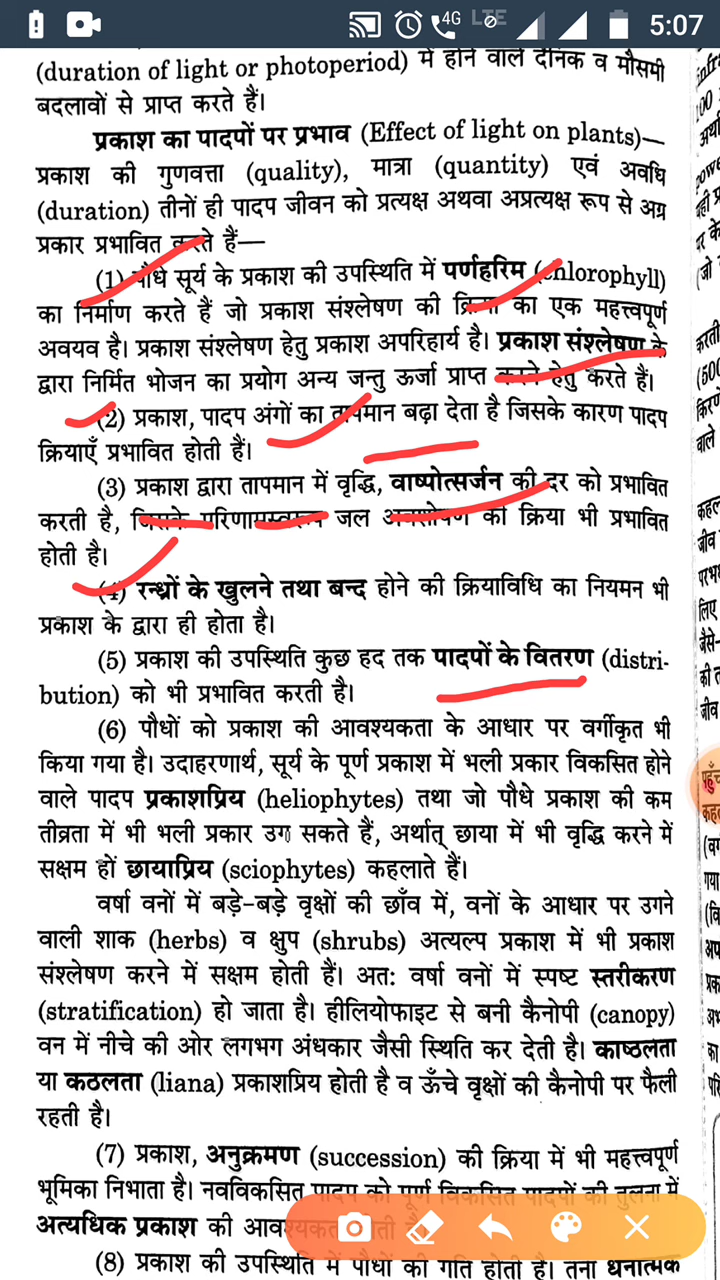 4G LTE 5:07
(duration of light or photoperiod) में होने वाले दैनिक व मौसमी
बदलावों से प्राप्त करते हैं।
प्रकाश का पादपों पर प्रभाव (Effect of light on plants)—
प्रकाश की गुणवत्ता (quality), मात्रा (quantity) एवं अवधि
(duration) तीनों ही पादप जीवन को प्रत्यक्ष अथवा अप्रत्यक्ष रूप से अग्र
प्रकार प्रभावित करते हैं—
(1) पौधे सूर्य के प्रकाश की उपस्थिति में पर्णहरिम (chlorophyll)
का निर्माण करते हैं जो प्रकाश संश्लेषण की क्रिया का एक महत्त्वपूर्ण
अवयव है। प्रकाश संश्लेषण हेतु प्रकाश अपरिहार्य है। प्रकाश संश्लेषण के
द्वारा निर्मित भोजन का प्रयोग अन्य जन्तु ऊर्जा प्राप्त करने हेतु करते हैं।
(2) प्रकाश, पादप अंगों का तापमान बढ़ा देता है जिसके कारण पादप
क्रियाएँ प्रभावित होती हैं।
(3) प्रकाश द्वारा तापमान में वृद्धि, वाष्पोत्सर्जन की दर को प्रभावित
करती है, जिसके परिणामस्वरूप जल अवशोषण की क्रिया भी प्रभावित
होती है।
(4) रन्ध्रों के खुलने तथा बन्द होने की क्रियाविधि का नियमन भी
प्रकाश के द्वारा ही होता है।
(5) प्रकाश की उपस्थिति कुछ हद तक पादपों के वितरण (distri-
bution) को भी प्रभावित करती है।
(6) पौधों को प्रकाश की आवश्यकता के आधार पर वर्गीकृत भी
किया गया है। उदाहरणार्थ, सूर्य के पूर्ण प्रकाश में भली प्रकार विकसित होने
वाले पादप प्रकाशप्रिय (heliophytes) तथा जो पौधे प्रकाश की कम
तीव्रता में भी भली प्रकार उग सकते हैं, अर्थात् छाया में भी वृद्धि करने में
सक्षम हों छायाप्रिय (sciophytes) कहलाते हैं।
वर्षा वनों में बड़े-बड़े वृक्षों की छाँव में, वनों के आधार पर उगने
वाली शाक (herbs) व क्षुप (shrubs) अत्यल्प प्रकाश में भी प्रकाश
संश्लेषण करने में सक्षम होती हैं। अतः वर्षा वनों में स्पष्ट स्तरीकरण
(stratification) हो जाता है। हीलियोफाइट से बनी कैनोपी (canopy)
वन में नीचे की ओर लगभग अंधकार जैसी स्थिति कर देती है। काष्ठलता
या कठलता (liana) प्रकाशप्रिय होती है व ऊँचे वृक्षों की कैनोपी पर फैली
रहती है।
(7) प्रकाश, अनुक्रमण (succession) की क्रिया में भी महत्त्वपूर्ण
भूमिका निभाता है। नवविकसित पादप को पूर्ण विकसित पादपों की तुलना में
अत्यधिक प्रकाश की आवश्यकता होती है
(8) प्रकाश की उपस्थिति में पौधों की गति होती है। तना धनात्मक